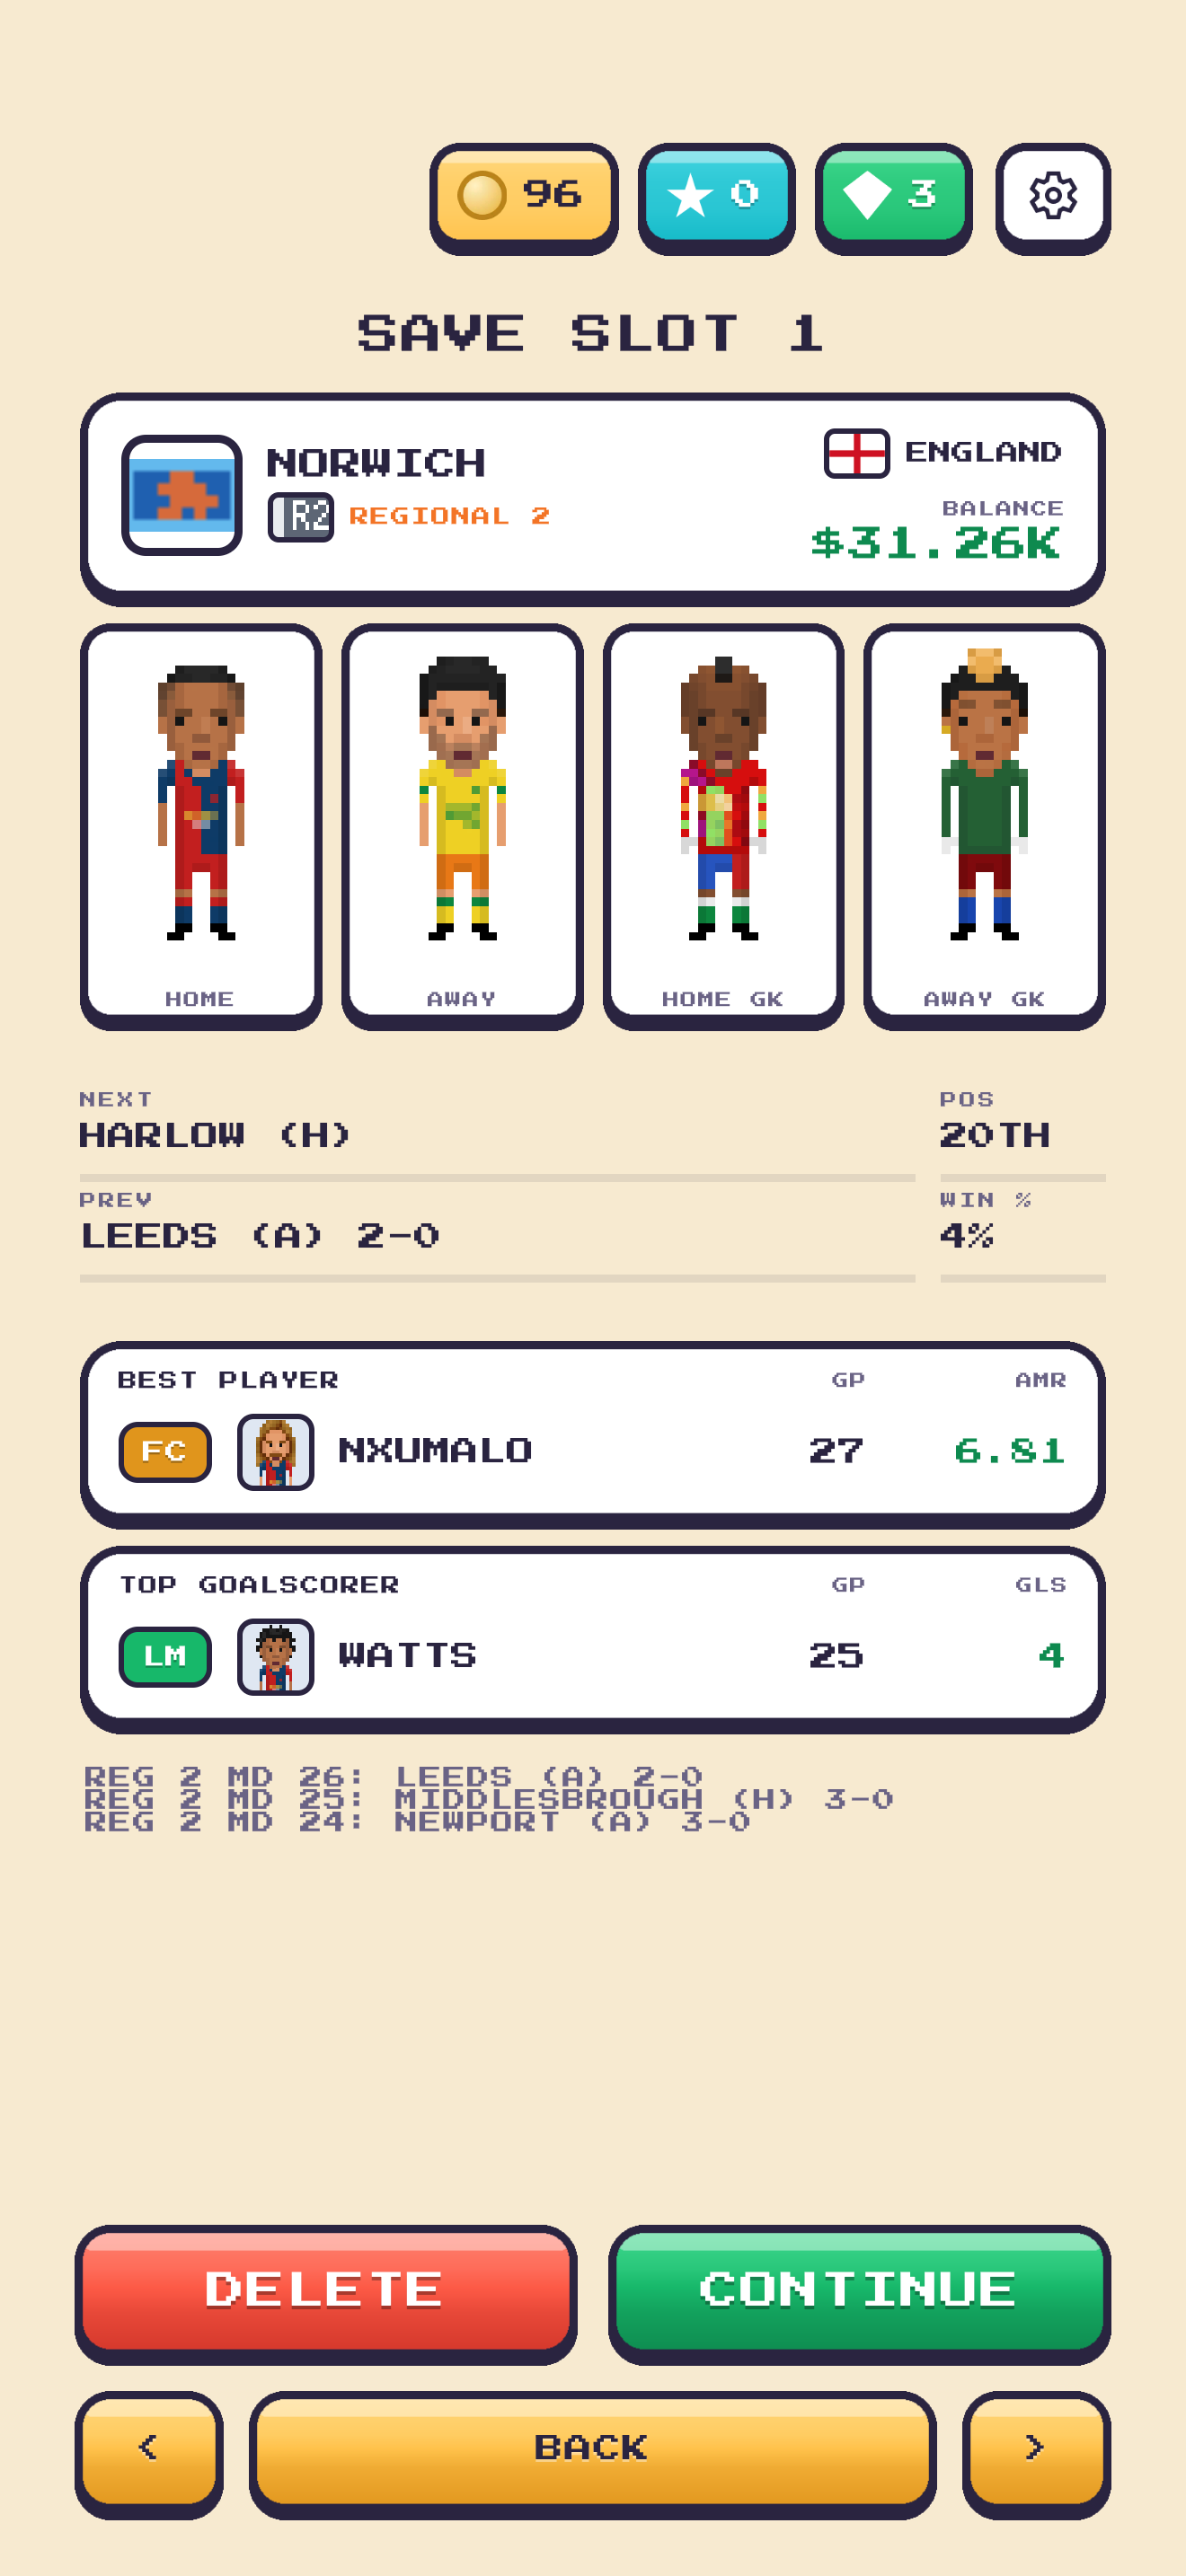 96 0 3
SAVE SLOT 1
NORWICH
R2 REGIONAL 2
ENGLAND
BALANCE
$31.26K
HOME AWAY HOME GK AWAY GK
NEXT POS
HARLOW (H) 20TH
PREV WIN %
LEEDS (A) 2-0 4%
BEST PLAYER GP AMR
FC NXUMALO 27 6.81
TOP GOALSCORER GP GLS
LM WATTS 25 4
REG 2 MD 26: LEEDS (A) 2-0
REG 2 MD 25: MIDDLESBROUGH (H) 3-0
REG 2 MD 24: NEWPORT (A) 3-0
DELETE CONTINUE
< BACK >